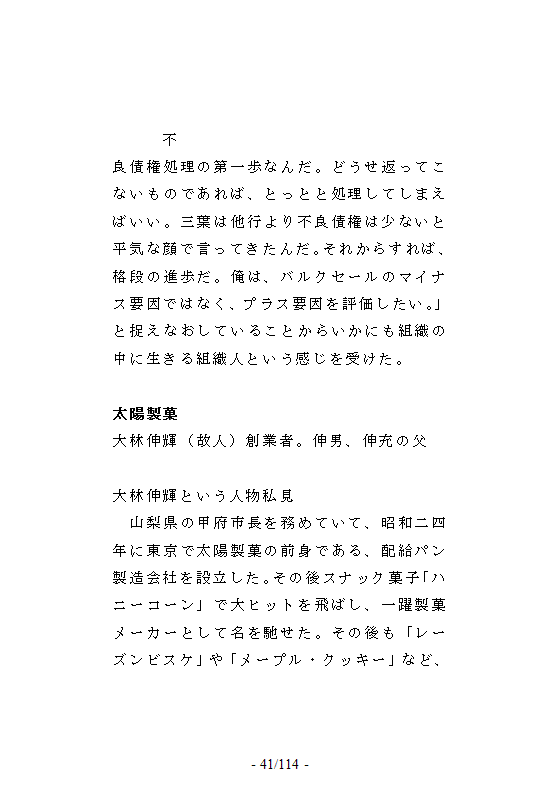 不
良債権処理の第一歩なんだ。どうせ返ってこ
ないものであれば、とっとと処理してしまえ
ばいい。三葉は他行より不良債権は少ないと
平気な顔で言ってきたんだ。それからすれば、
格段の進歩だ。俺は、バルクセールのマイナ
ス要因ではなく、プラス要因を評価したい。」
と捉えなおしていることからいかにも組織の
中に生きる組織人という感じを受けた。
太陽製菓
大林伸輝（故人）創業者。伸男、伸充の父
大林伸輝という人物私見
　山梨県の甲府市長を務めていて、昭和二四
年に東京で太陽製菓の前身である、配給パン
製造会社を設立した。その後スナック菓子「ハ
ニーコーン」で大ヒットを飛ばし、一躍製菓
メーカーとして名を馳せた。その後も「レー
ズンビスケ」や「メープル・クッキー」など、
- 41/114 -